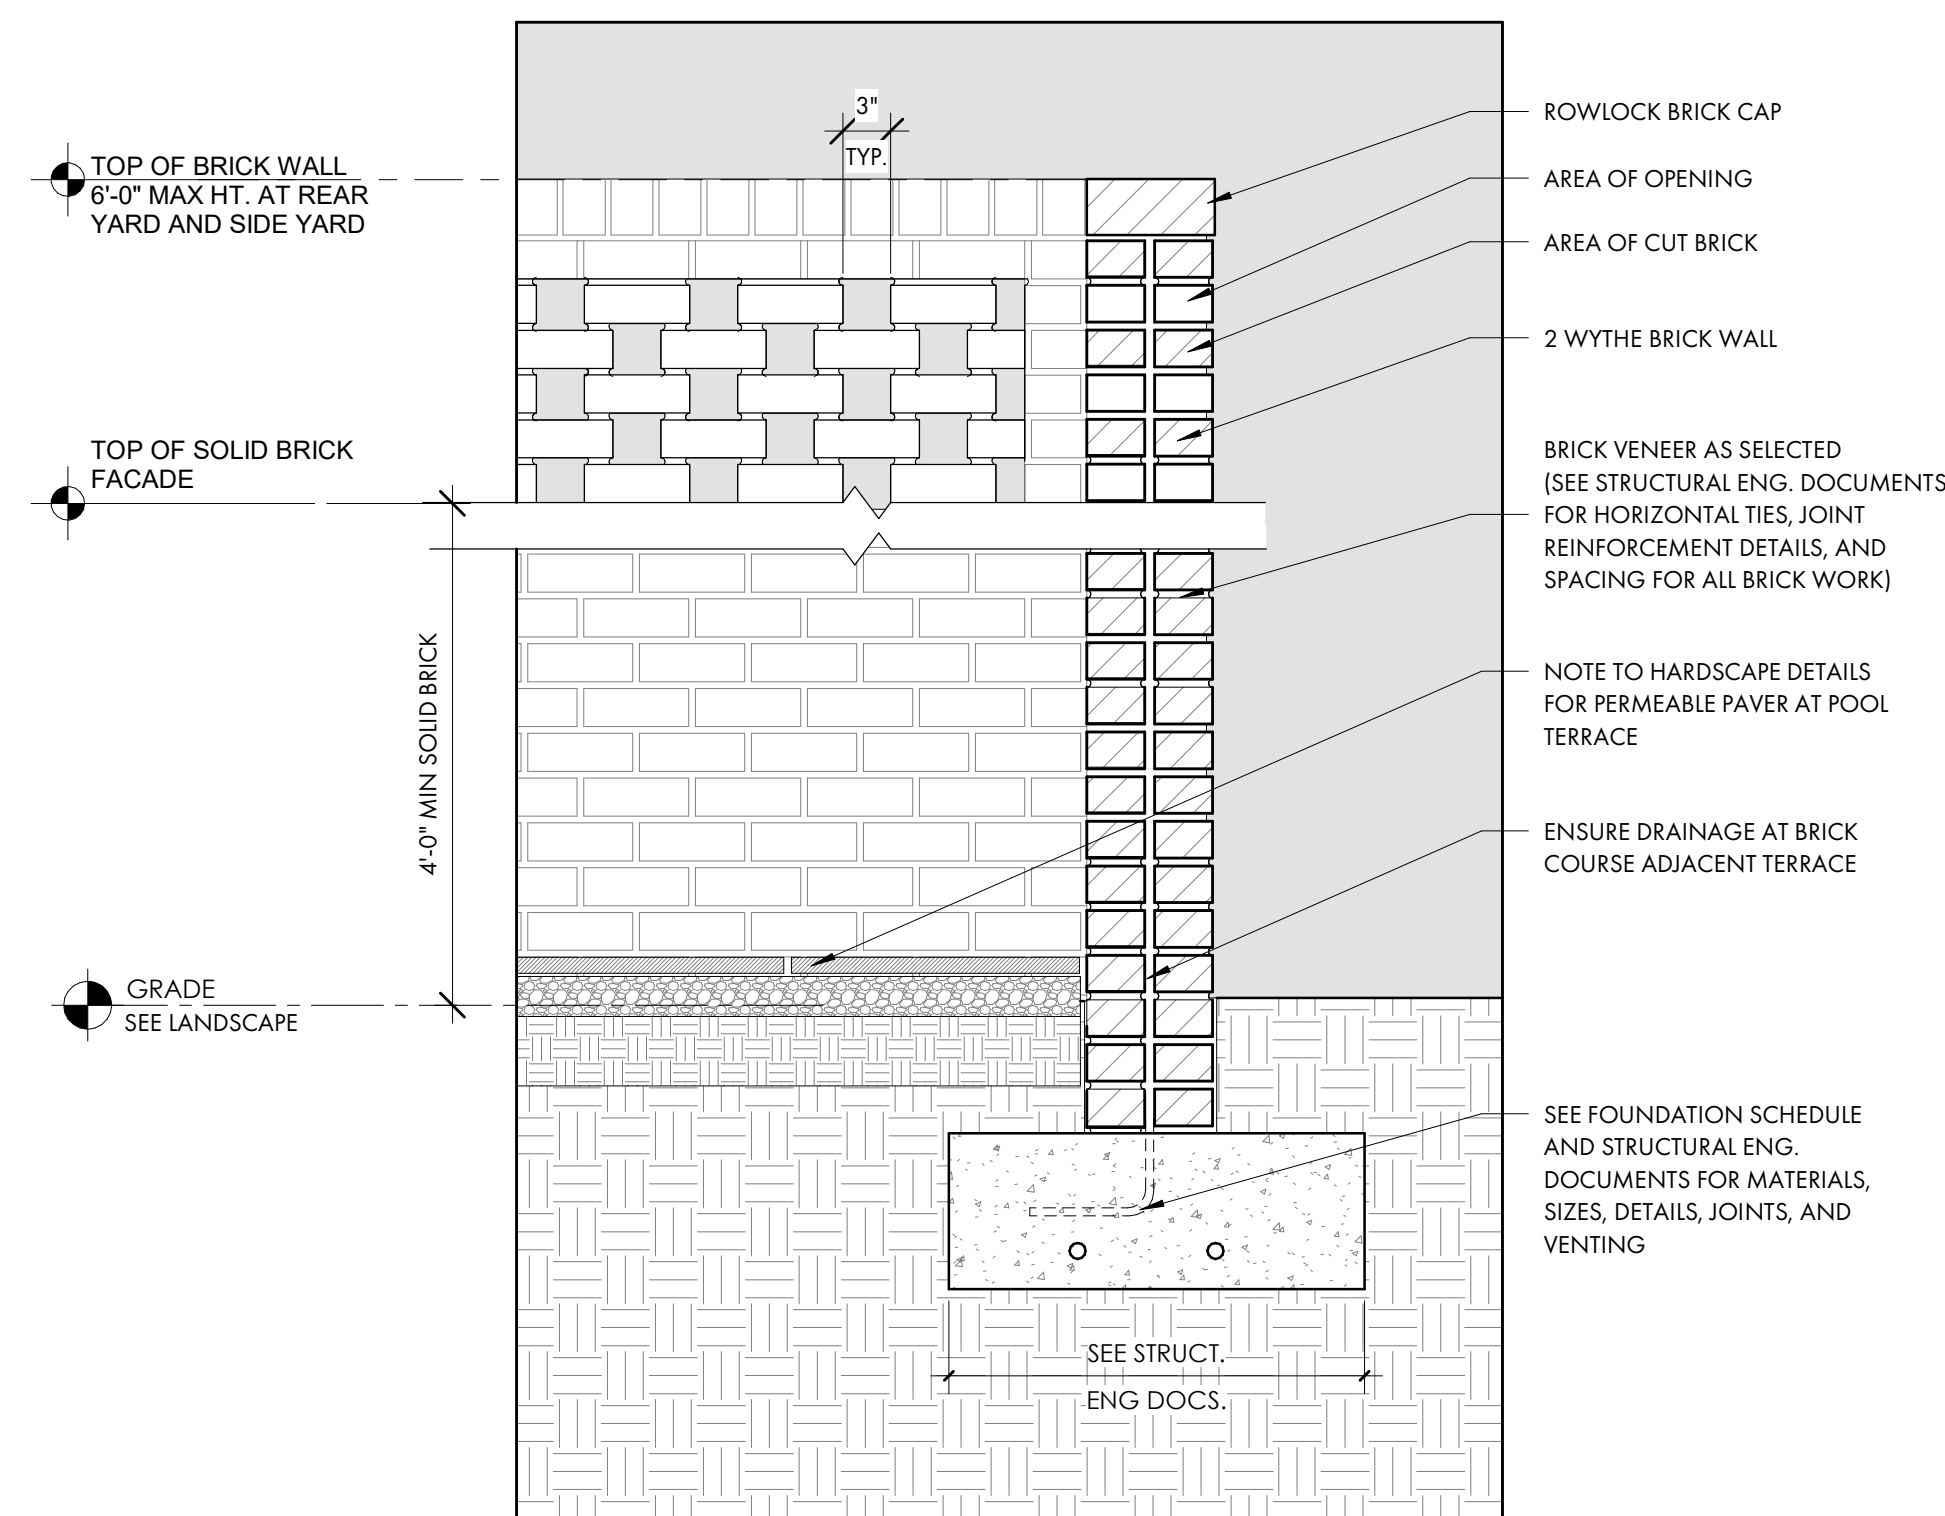 3"
TYP.
TOP OF BRICK WALL
6'-0" MAX HT. AT REAR
YARD AND SIDE YARD
TOP OF SOLID BRICK
FACADE
4'-0" MIN SOLID BRICK
GRADE
SEE LANDSCAPE
ROWLOCK BRICK CAP
AREA OF OPENING
AREA OF CUT BRICK
2 WYTHE BRICK WALL
BRICK VENEER AS SELECTED
(SEE STRUCTURAL ENG. DOCUMENTS
FOR HORIZONTAL TIES, JOINT
REINFORCEMENT DETAILS, AND
SPACING FOR ALL BRICK WORK)
NOTE TO HARDSCAPE DETAILS
FOR PERMEABLE PAVER AT POOL
TERRACE
ENSURE DRAINAGE AT BRICK
COURSE ADJACENT TERRACE
SEE FOUNDATION SCHEDULE
AND STRUCTURAL ENG.
DOCUMENTS FOR MATERIALS,
SIZES, DETAILS, JOINTS, AND
VENTING
SEE STRUCT.
ENG DOCS.